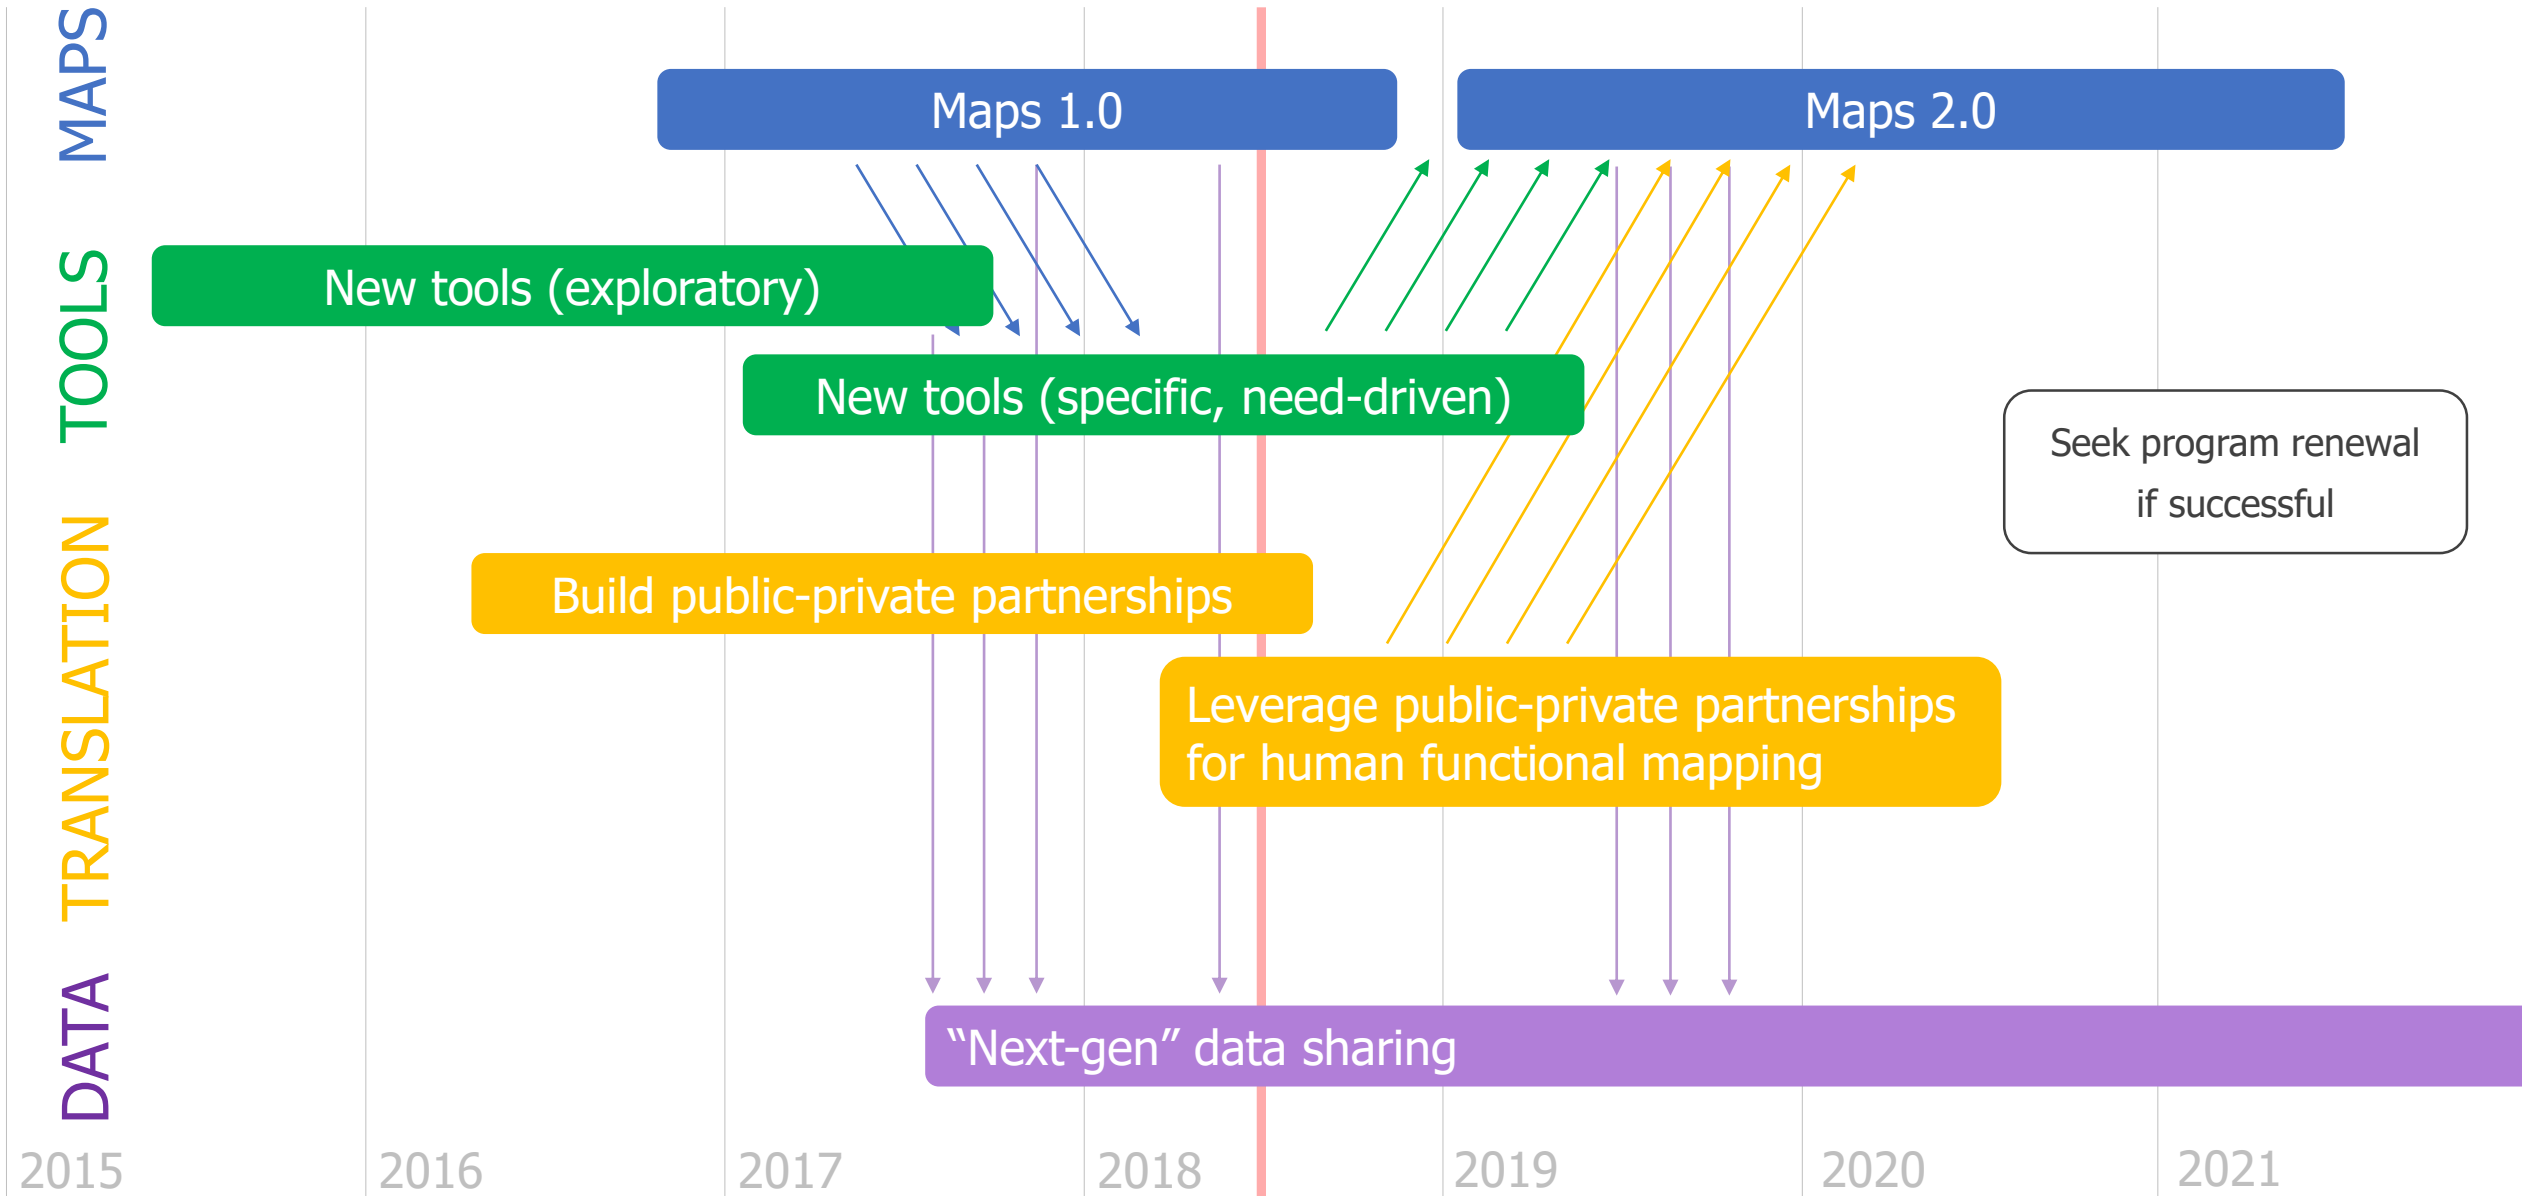 MAPS
Maps 1.0
Maps 2.0
TOOLS
New tools (exploratory)
New tools (specific, need-driven)
Seek program renewal
if successful
TRANSLATION
Build public-private partnerships
Leverage public-private partnerships
for human functional mapping
DATA
“Next-gen” data sharing
2015
2016
2017
2018
2019
2020
2021